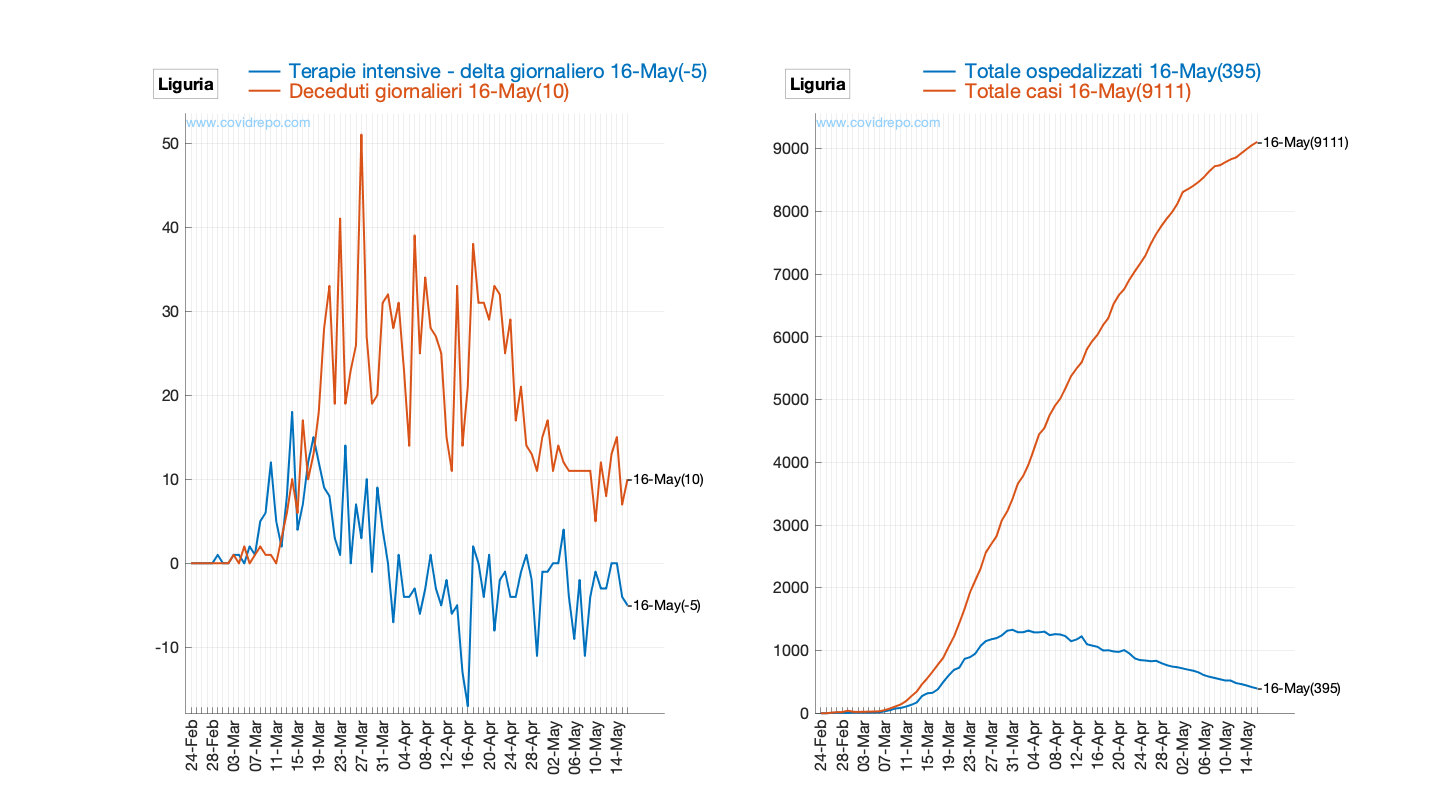 Liguria
Terapie intensive - delta giornaliero 16-May(-5)
Deceduti giornalieri 16-May(10)
www.covidrepo.com
50
40
30
20
10
0
-10
16-May(10)
16-May(-5)
24-Feb
28-Feb
03-Mar
07-Mar
11-Mar
15-Mar
19-Mar
23-Mar
27-Mar
31-Mar
04-Apr
08-Apr
12-Apr
16-Apr
20-Apr
24-Apr
28-Apr
02-May
06-May
10-May
14-May
Liguria
Totale ospedalizzati 16-May(395)
Totale casi 16-May(9111)
www.covidrepo.com
9000
8000
7000
6000
5000
4000
3000
2000
1000
0
16-May(9111)
16-May(395)
24-Feb
28-Feb
03-Mar
07-Mar
11-Mar
15-Mar
19-Mar
23-Mar
27-Mar
31-Mar
04-Apr
08-Apr
12-Apr
16-Apr
20-Apr
24-Apr
28-Apr
02-May
06-May
10-May
14-May